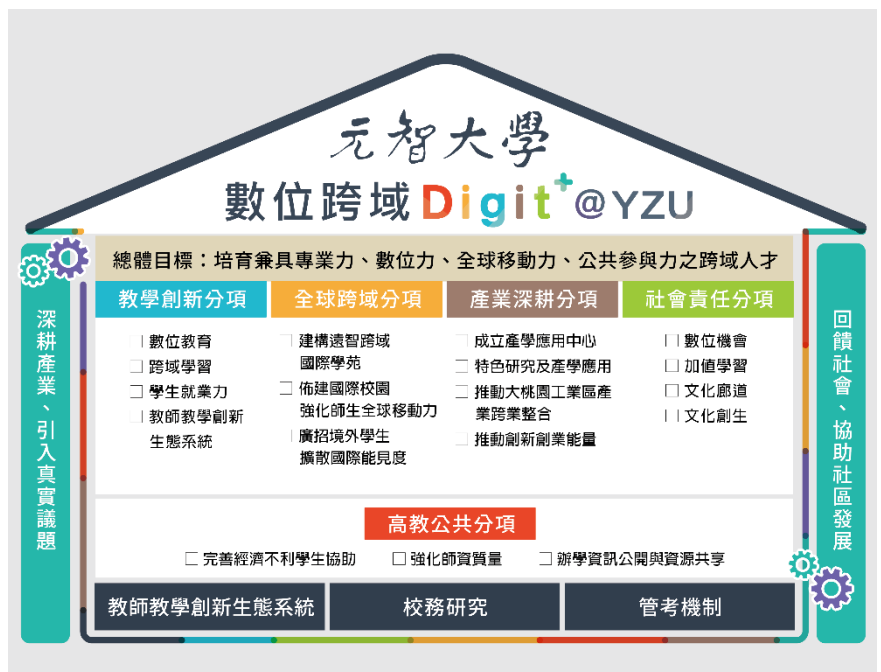 元智大學
數位跨域Digit+@YZU
總體目標：培育兼具專業力、數位力、全球移動力、公共參與力之跨域人才
教學創新分項
□ 數位教育
□ 跨域學習
□ 學生就業力
□ 教師教學創新
生態系統
全球跨域分項
□ 建構遠智跨域
國際學苑
□ 佈建國際校園
強化師生全球移動力
□ 廣招境外學生
擴散國際能見度
產業深耕分項
□ 成立產學應用中心
□ 特色研究及產學應用
□ 推動大桃園工業區產
業跨業整合
□ 推動創新創業能量
社會責任分項
□ 數位機會
□ 加值學習
□ 文化廊道
□ 文化創生
深耕產業、引入真實議題
回饋社會、協助社區發展
高教公共分項
□ 完善經濟不利學生協助
□ 強化師資質量
□ 辦學資訊公開與資源共享
教師教學創新生態系統
校務研究
管考機制